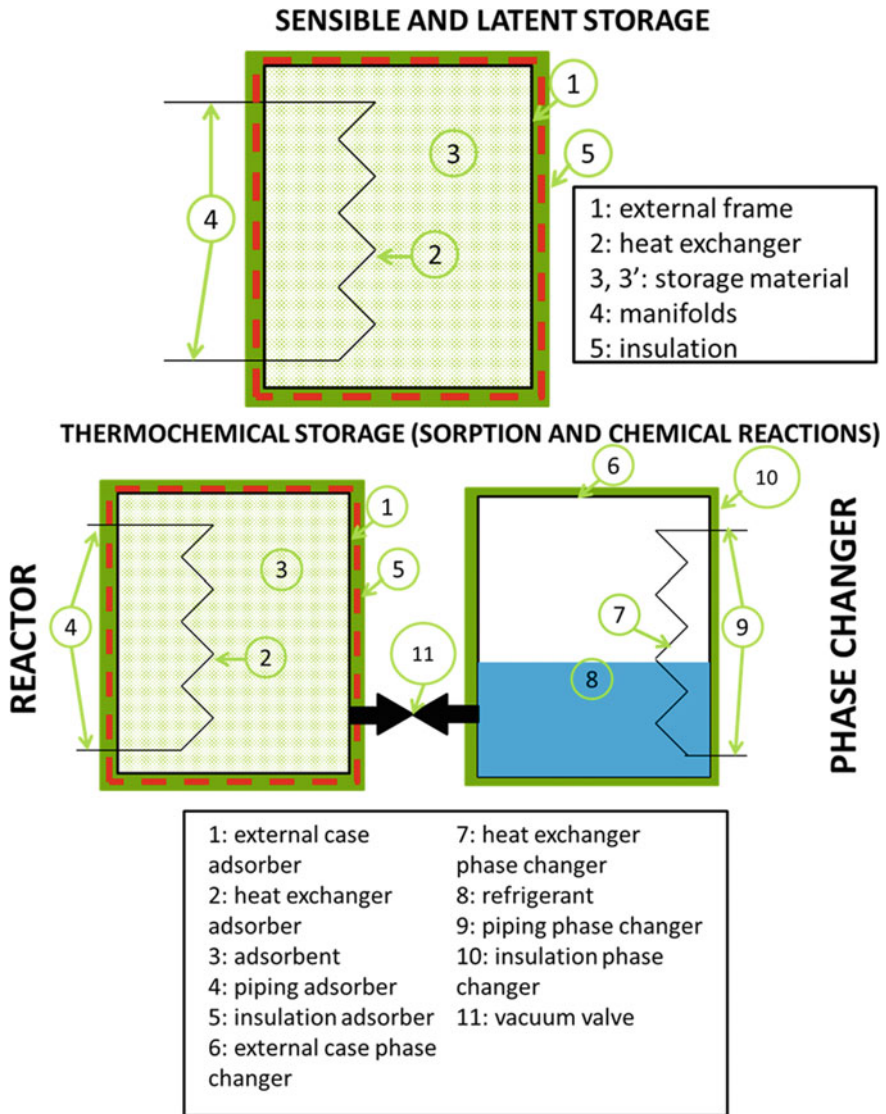 SENSIBLE AND LATENT STORAGE
1
3
5
4
2
1: external frame
2: heat exchanger
3, 3': storage material
4: manifolds
5: insulation
THERMOCHEMICAL STORAGE (SORPTION AND CHEMICAL REACTIONS)
REACTOR
1
3
5
4
2
11
6
10
7
9
8
PHASE CHANGER
1: external case
adsorber
2: heat exchanger
adsorber
3: adsorbent
4: piping adsorber
5: insulation adsorber
6: external case phase
changer
7: heat exchanger
phase changer
8: refrigerant
9: piping phase changer
10: insulation phase
changer
11: vacuum valve